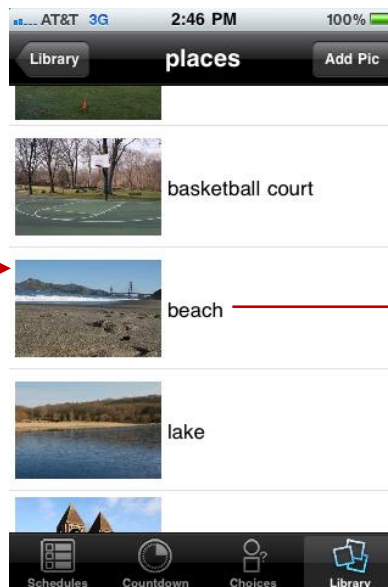 AT&T 3G 2:46 PM 100%
Library places Add Pic
basketball court
beach
lake
Schedules Countdown Choices Library